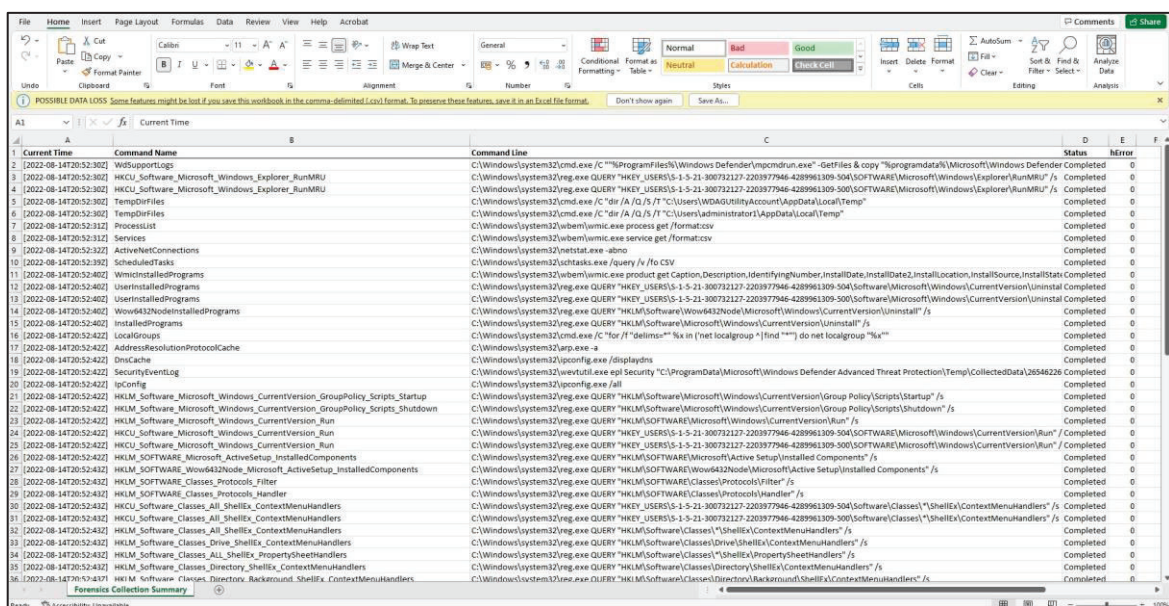 File Home Insert Page Layout Formulas Data Review View Help Acrobat Comments Share
Cut Calibri 11 Wrap Text General Normal Bad Good AutoSum
Paste Copy Merge & Center Conditional Formatting Format as Table Neutral Calculation Check Cell Insert Delete Format Fill Sort & Filter Find & Select Analyze Data
Format Painter Clear
Undo Clipboard Font Alignment Number Styles Cells Editing Analysis
POSSIBLE DATA LOSS Some features might be lost if you save this workbook in the comma-delimited (.csv) format. To preserve these features, save it in an Excel file format. Don't show again Save As...
A1 fx Current Time
A B C D E F
1 Current Time Command Name Command Line Status hError
2 [2022-08-14T20:52:30Z] WdSupportLogs C:\Windows\system32\cmd.exe /C ""%ProgramFiles%\Windows Defender\mpcmdrun.exe" -GetFiles & copy "%programdata%\Microsoft\Windows Defender Completed 0
3 [2022-08-14T20:52:30Z] HKCU_Software_Microsoft_Windows_Explorer_RunMRU C:\Windows\system32\reg.exe QUERY "HKEY_USERS\S-1-5-21-300732127-2203977946-4289961309-504\SOFTWARE\Microsoft\Windows\Explorer\RunMRU" /s Completed 0
4 [2022-08-14T20:52:30Z] HKCU_Software_Microsoft_Windows_Explorer_RunMRU C:\Windows\system32\reg.exe QUERY "HKEY_USERS\S-1-5-21-300732127-2203977946-4289961309-500\SOFTWARE\Microsoft\Windows\Explorer\RunMRU" /s Completed 0
5 [2022-08-14T20:52:30Z] TempDirFiles C:\Windows\system32\cmd.exe /C "dir /A /Q /S /T "C:\Users\WDAGUtilityAccount\AppData\Local\Temp" Completed 0
6 [2022-08-14T20:52:30Z] TempDirFiles C:\Windows\system32\cmd.exe /C "dir /A /Q /S /T "C:\Users\administrator1\AppData\Local\Temp" Completed 0
7 [2022-08-14T20:52:31Z] ProcessList C:\Windows\system32\wbem\wmic.exe process get /format:csv Completed 0
8 [2022-08-14T20:52:31Z] Services C:\Windows\system32\wbem\wmic.exe service get /format:csv Completed 0
9 [2022-08-14T20:52:32Z] ActiveNetConnections C:\Windows\system32\netstat.exe -abno Completed 0
10 [2022-08-14T20:52:39Z] ScheduledTasks C:\Windows\system32\schtasks.exe /query /v /fo CSV Completed 0
11 [2022-08-14T20:52:40Z] WmicInstalledPrograms C:\Windows\system32\wbem\wmic.exe product get Caption,Description,IdentifyingNumber,InstallDate,InstallDate2,InstallLocation,InstallSource,InstallState Completed 0
12 [2022-08-14T20:52:40Z] UserInstalledPrograms C:\Windows\system32\reg.exe QUERY "HKEY_USERS\S-1-5-21-300732127-2203977946-4289961309-504\Software\Microsoft\Windows\CurrentVersion\Uninstal Completed 0
13 [2022-08-14T20:52:40Z] UserInstalledPrograms C:\Windows\system32\reg.exe QUERY "HKEY_USERS\S-1-5-21-300732127-2203977946-4289961309-500\Software\Microsoft\Windows\CurrentVersion\Uninstal Completed 0
14 [2022-08-14T20:52:40Z] Wow6432NodeInstalledPrograms C:\Windows\system32\reg.exe QUERY "HKLM\Software\Wow6432Node\Microsoft\Windows\CurrentVersion\Uninstall" /s Completed 0
15 [2022-08-14T20:52:40Z] InstalledPrograms C:\Windows\system32\reg.exe QUERY "HKLM\Software\Microsoft\Windows\CurrentVersion\Uninstall" /s Completed 0
16 [2022-08-14T20:52:42Z] LocalGroups C:\Windows\system32\cmd.exe /C "for /f "delims=*" %x in ('net localgroup ^|find "*"') do net localgroup "%x"" Completed 0
17 [2022-08-14T20:52:42Z] AddressResolutionProtocolCache C:\Windows\system32\arp.exe -a Completed 0
18 [2022-08-14T20:52:42Z] DnsCache C:\Windows\system32\ipconfig.exe /displaydns Completed 0
19 [2022-08-14T20:52:42Z] SecurityEventLog C:\Windows\system32\wevtutil.exe epl Security "C:\ProgramData\Microsoft\Windows Defender Advanced Threat Protection\Temp\CollectedData\26546226 Completed 0
20 [2022-08-14T20:52:42Z] IpConfig C:\Windows\system32\ipconfig.exe /all Completed 0
21 [2022-08-14T20:52:42Z] HKLM_Software_Microsoft_Windows_CurrentVersion_GroupPolicy_Scripts_Startup C:\Windows\system32\reg.exe QUERY "HKLM\Software\Microsoft\Windows\CurrentVersion\Group Policy\Scripts\Startup" /s Completed 0
22 [2022-08-14T20:52:42Z] HKLM_Software_Microsoft_Windows_CurrentVersion_GroupPolicy_Scripts_Shutdown C:\Windows\system32\reg.exe QUERY "HKLM\Software\Microsoft\Windows\CurrentVersion\Group Policy\Scripts\Shutdown" /s Completed 0
23 [2022-08-14T20:52:42Z] HKLM_Software_Microsoft_Windows_CurrentVersion_Run C:\Windows\system32\reg.exe QUERY "HKLM\SOFTWARE\Microsoft\Windows\CurrentVersion\Run" /s Completed 0
24 [2022-08-14T20:52:42Z] HKCU_Software_Microsoft_Windows_CurrentVersion_Run C:\Windows\system32\reg.exe QUERY "HKEY_USERS\S-1-5-21-300732127-2203977946-4289961309-504\SOFTWARE\Microsoft\Windows\CurrentVersion\Run" / Completed 0
25 [2022-08-14T20:52:42Z] HKCU_Software_Microsoft_Windows_CurrentVersion_Run C:\Windows\system32\reg.exe QUERY "HKEY_USERS\S-1-5-21-300732127-2203977946-4289961309-500\SOFTWARE\Microsoft\Windows\CurrentVersion\Run" / Completed 0
26 [2022-08-14T20:52:42Z] HKLM_SOFTWARE_Microsoft_ActiveSetup_InstalledComponents C:\Windows\system32\reg.exe QUERY "HKLM\SOFTWARE\Microsoft\Active Setup\Installed Components" /s Completed 0
27 [2022-08-14T20:52:43Z] HKLM_SOFTWARE_Wow6432Node_Microsoft_ActiveSetup_InstalledComponents C:\Windows\system32\reg.exe QUERY "HKLM\SOFTWARE\Wow6432Node\Microsoft\Active Setup\Installed Components" /s Completed 0
28 [2022-08-14T20:52:43Z] HKLM_SOFTWARE_Classes_Protocols_Filter C:\Windows\system32\reg.exe QUERY "HKLM\SOFTWARE\Classes\Protocols\Filter" /s Completed 0
29 [2022-08-14T20:52:43Z] HKLM_SOFTWARE_Classes_Protocols_Handler C:\Windows\system32\reg.exe QUERY "HKLM\SOFTWARE\Classes\Protocols\Handler" /s Completed 0
30 [2022-08-14T20:52:43Z] HKCU_Software_Classes_All_ShellEx_ContextMenuHandlers C:\Windows\system32\reg.exe QUERY "HKEY_USERS\S-1-5-21-300732127-2203977946-4289961309-504\Software\Classes\*\ShellEx\ContextMenuHandlers" /s Completed 0
31 [2022-08-14T20:52:43Z] HKCU_Software_Classes_All_ShellEx_ContextMenuHandlers C:\Windows\system32\reg.exe QUERY "HKEY_USERS\S-1-5-21-300732127-2203977946-4289961309-500\Software\Classes\*\ShellEx\ContextMenuHandlers" /s Completed 0
32 [2022-08-14T20:52:43Z] HKLM_Software_Classes_All_ShellEx_ContextMenuHandlers C:\Windows\system32\reg.exe QUERY "HKLM\Software\Classes\*\ShellEx\ContextMenuHandlers" /s Completed 0
33 [2022-08-14T20:52:43Z] HKLM_Software_Classes_Drive_ShellEx_ContextMenuHandlers C:\Windows\system32\reg.exe QUERY "HKLM\Software\Classes\Drive\ShellEx\ContextMenuHandlers" /s Completed 0
34 [2022-08-14T20:52:43Z] HKLM_Software_Classes_ALL_ShellEx_PropertySheetHandlers C:\Windows\system32\reg.exe QUERY "HKLM\Software\Classes\*\ShellEx\PropertySheetHandlers" /s Completed 0
35 [2022-08-14T20:52:43Z] HKLM_Software_Classes_Directory_ShellEx_ContextMenuHandlers C:\Windows\system32\reg.exe QUERY "HKLM\Software\Classes\Directory\ShellEx\ContextMenuHandlers" /s Completed 0
36 [2022-08-14T20:52:43Z] HKLM_Software_Classes_Directory_Background_ShellEx_ContextMenuHandlers C:\Windows\system32\reg.exe QUERY "HKLM\Software\Classes\Directory\Background\ShellEx\ContextMenuHandlers" /s Completed 0
Forensics Collection Summary
Ready Accessibility: Unavailable 100%